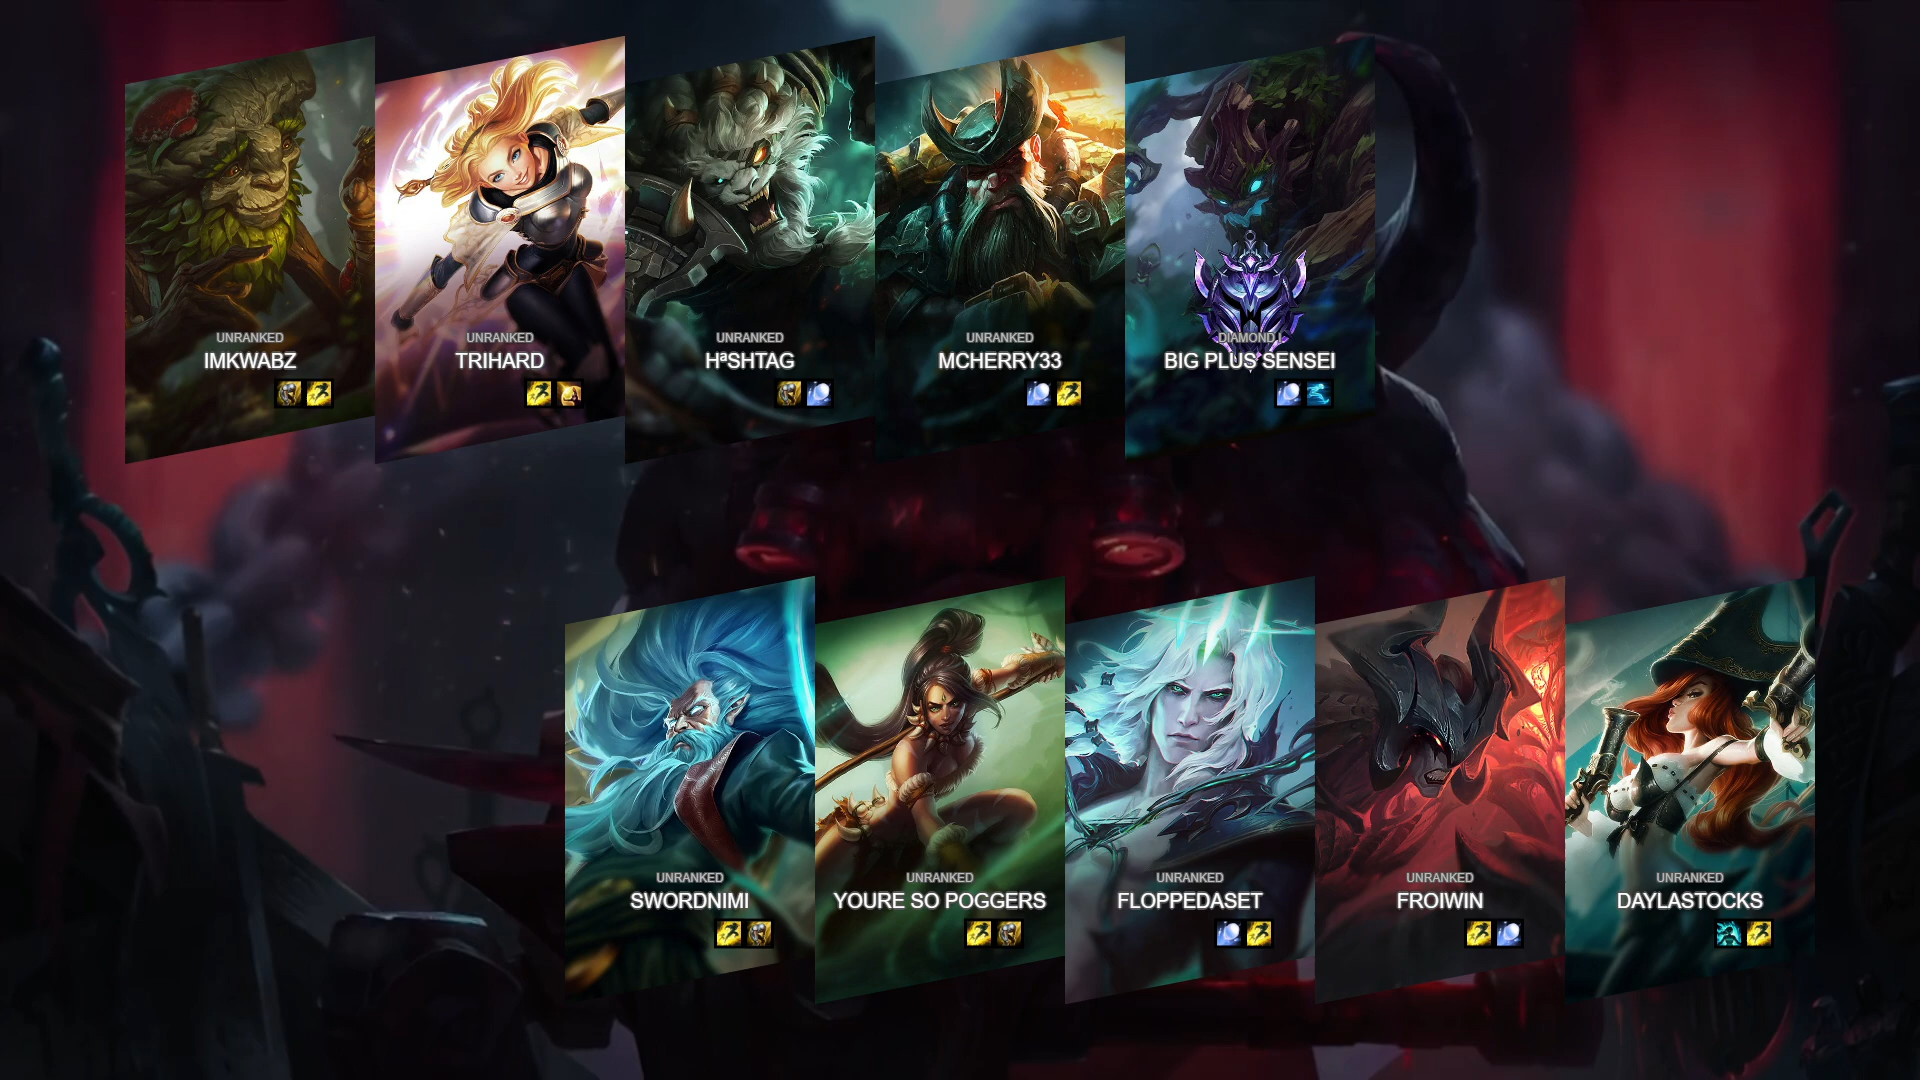 UNRANKED
IMKWABZ
UNRANKED
TRIHARD
UNRANKED
HªSHTAG
UNRANKED
MCHERRY33
DIAMOND I
BIG PLUS SENSEI
UNRANKED
SWORDNIMI
UNRANKED
YOURE SO POGGERS
UNRANKED
FLOPPEDASET
UNRANKED
FROIWIN
UNRANKED
DAYLASTOCKS